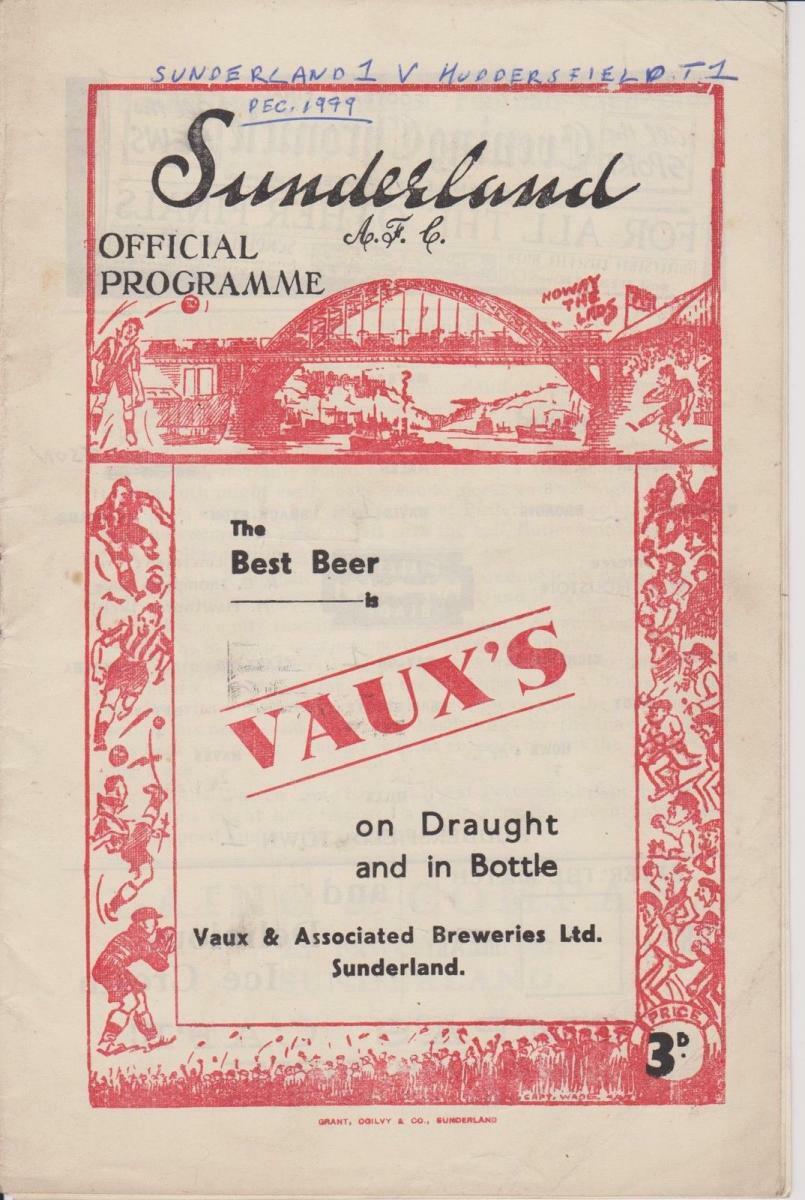 SUNDERLAND 1 V HUDDERSFIELD.T.1
DEC. 1949
Sunderland
A.F.C.
OFFICIAL
PROGRAMME
HOWAY
THE
LADS
The
Best Beer
is
VAUX'S
on Draught
and in Bottle
Vaux & Associated Breweries Ltd.
Sunderland.
PRICE
3D.
GRANT, OGILVY & CO., SUNDERLAND